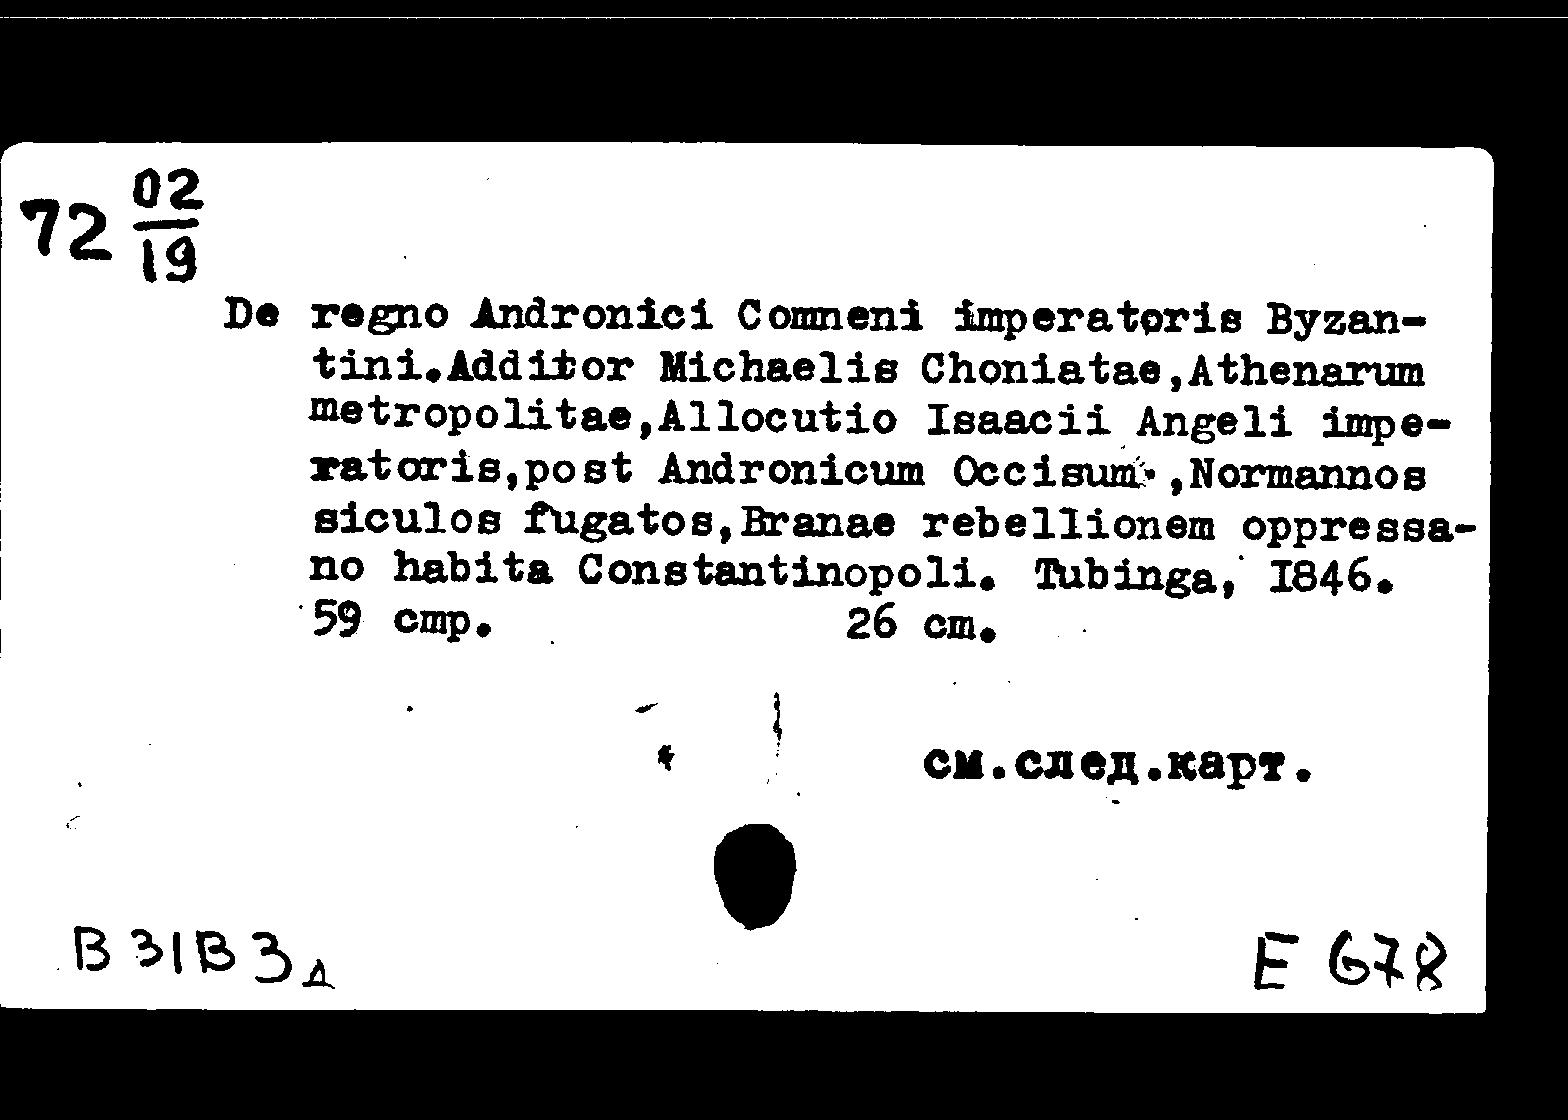 72 02/19
De regno Andronici Comneni imperatoris Byzan-
tini.Additor Michaelis Choniatae,Athenarum
metropolitae,Allocutio Isaacii Angeli impe-
ratoris,post Andronicum Occisum ,Normannos
siculos fugatos,Branae rebellionem oppressa-
no habita Constantinopoli. Tubinga, I846.
59 cmp. 26 cm.
см.след.карт.
В 31В 3д Е 678